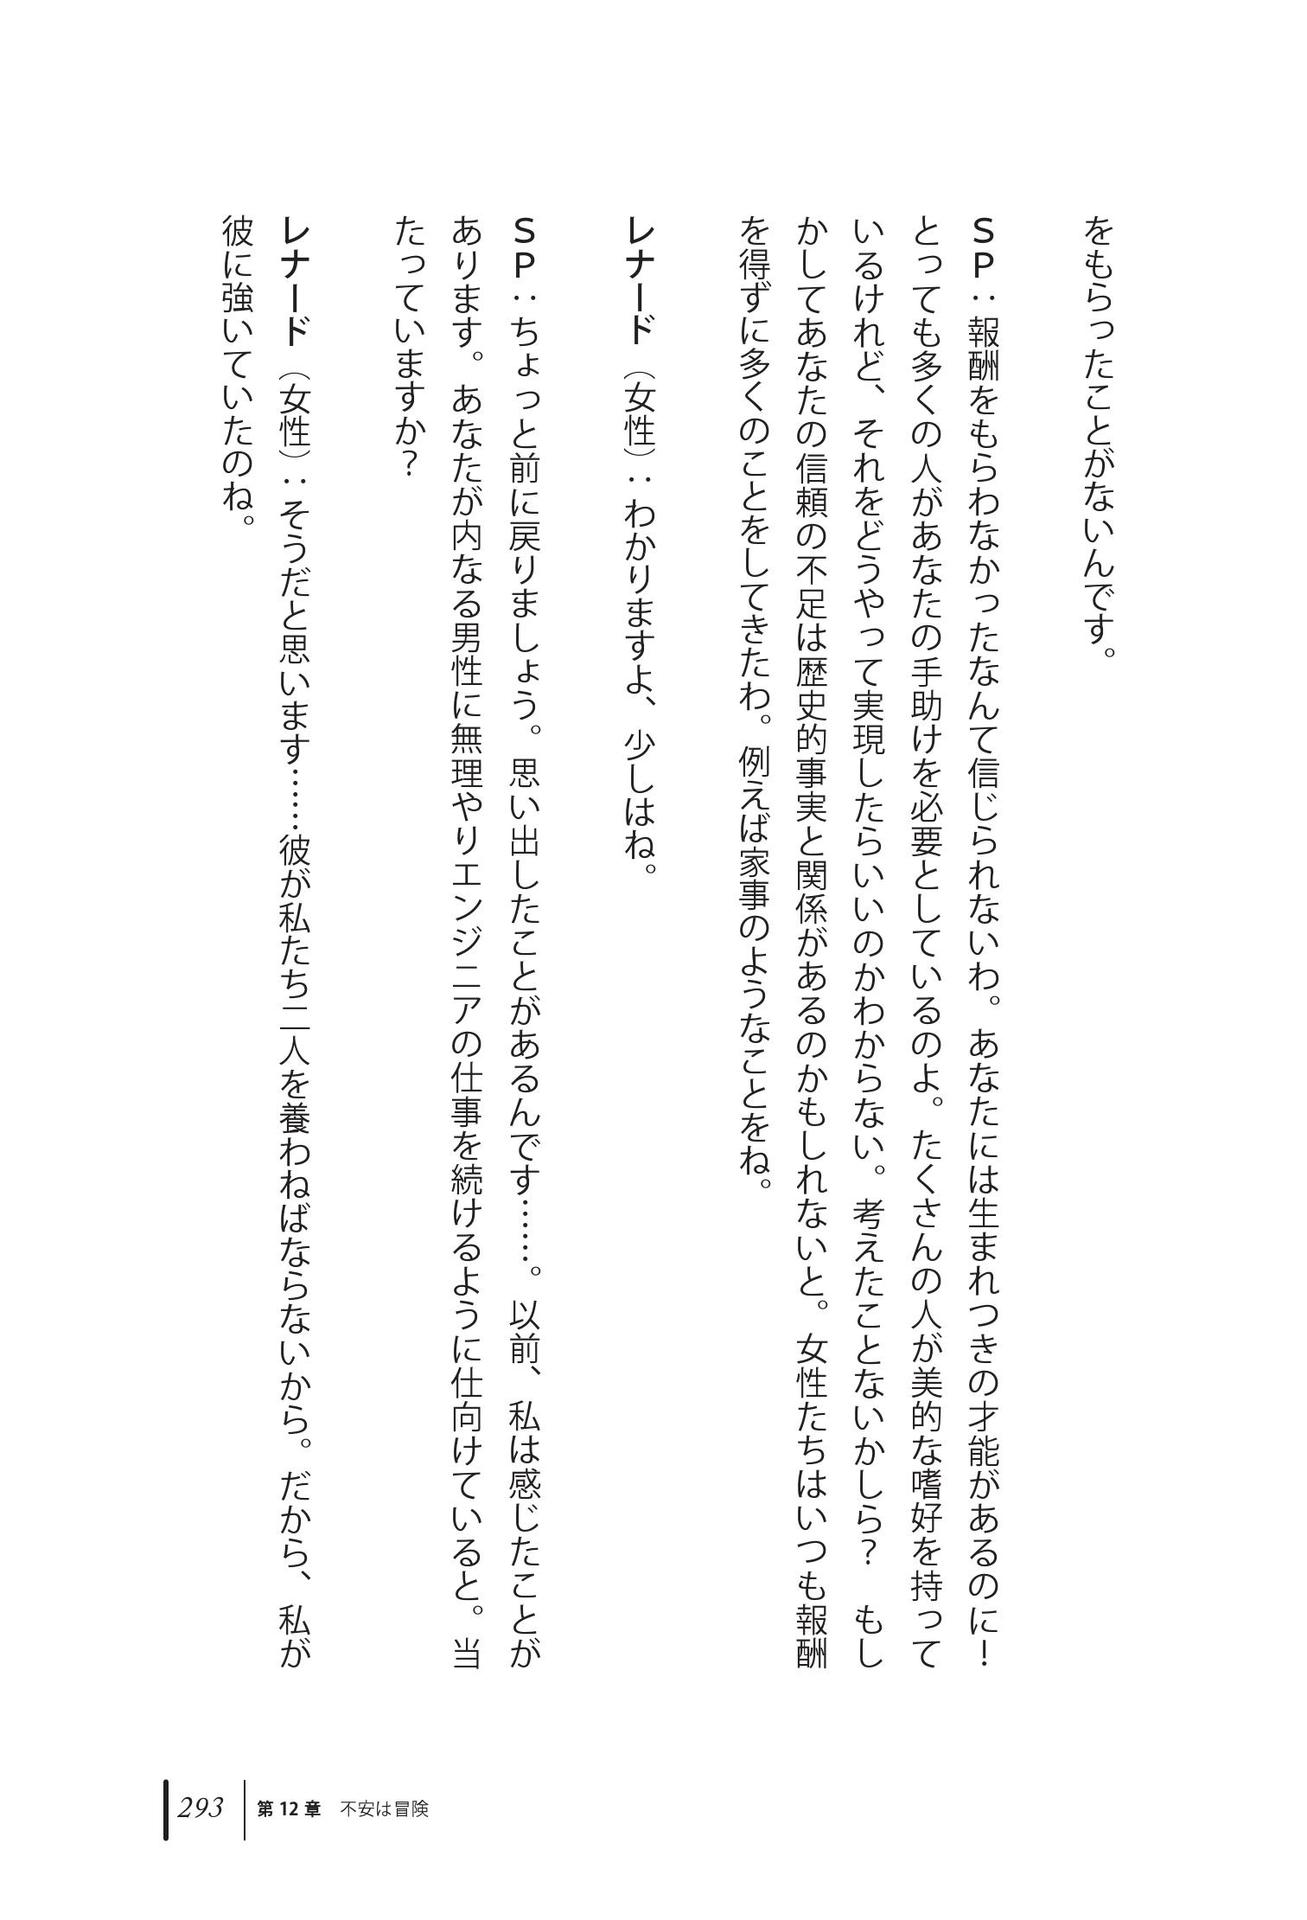 をもらったことがないんです。
ＳＰ：報酬をもらわなかったなんて信じられないわ。あなたには生まれつきの才能があるのに！
とっても多くの人があなたの手助けを必要としているのよ。たくさんの人が美的な嗜好を持って
いるけれど、それをどうやって実現したらいいのかわからない。考えたことないかしら？　もし
かしてあなたの信頼の不足は歴史的事実と関係があるのかもしれないと。女性たちはいつも報酬
を得ずに多くのことをしてきたわ。例えば家事のようなことをね。
レナード（女性）：わかりますよ、少しはね。
ＳＰ：ちょっと前に戻りましょう。思い出したことがあるんです……。以前、私は感じたことが
あります。あなたが内なる男性に無理やりエンジニアの仕事を続けるように仕向けていると。当
たっていますか？
レナード（女性）：そうだと思います……彼が私たち二人を養わねばならないから。だから、私が
彼に強いていたのね。
293 第12章　不安は冒険